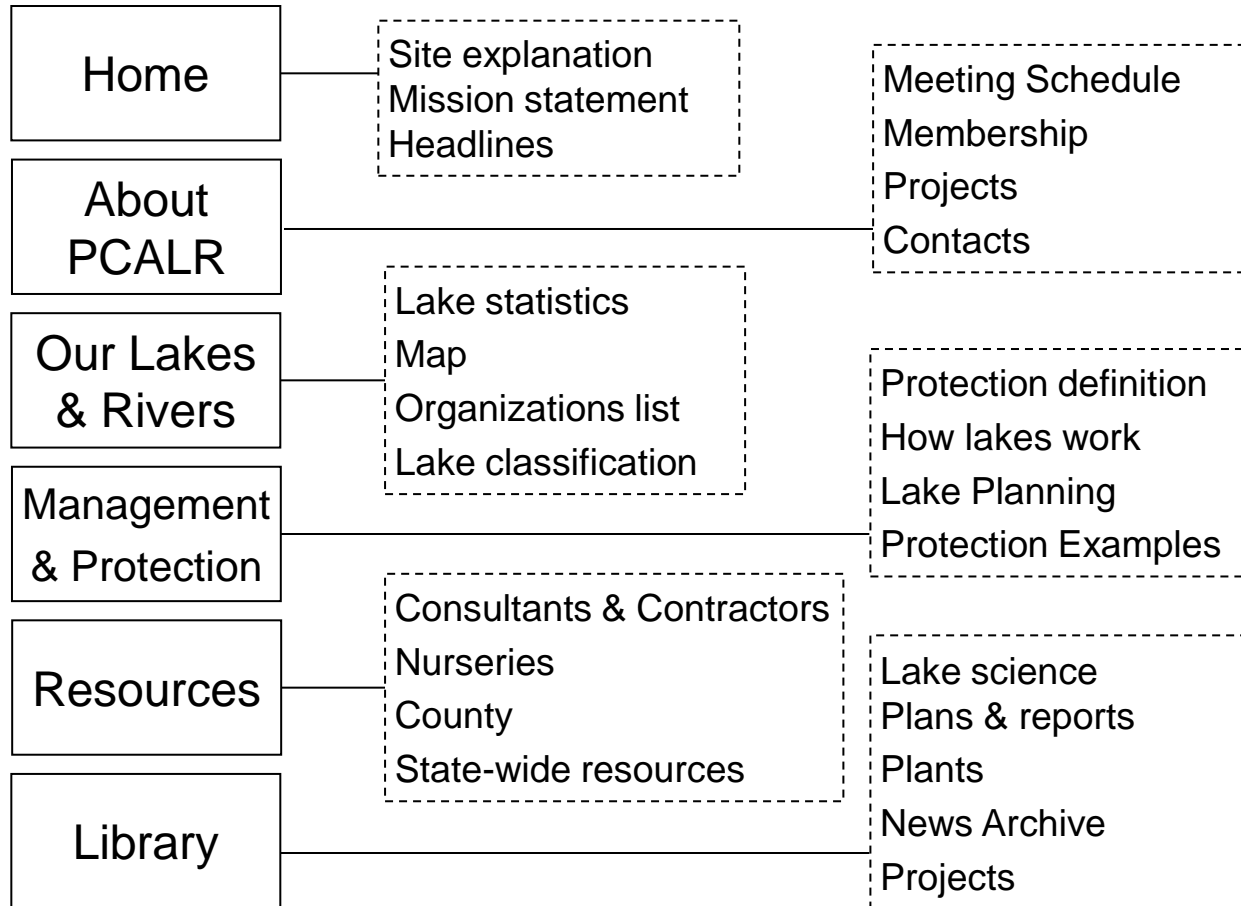 Home
Site explanation
Mission statement
Headlines
About
PCALR
Meeting Schedule
Membership
Projects
Contacts
Our Lakes
& Rivers
Lake statistics
Map
Organizations list
Lake classification
Management
& Protection
Protection definition
How lakes work
Lake Planning
Protection Examples
Resources
Consultants & Contractors
Nurseries
County
State-wide resources
Library
Lake science
Plans & reports
Plants
News Archive
Projects